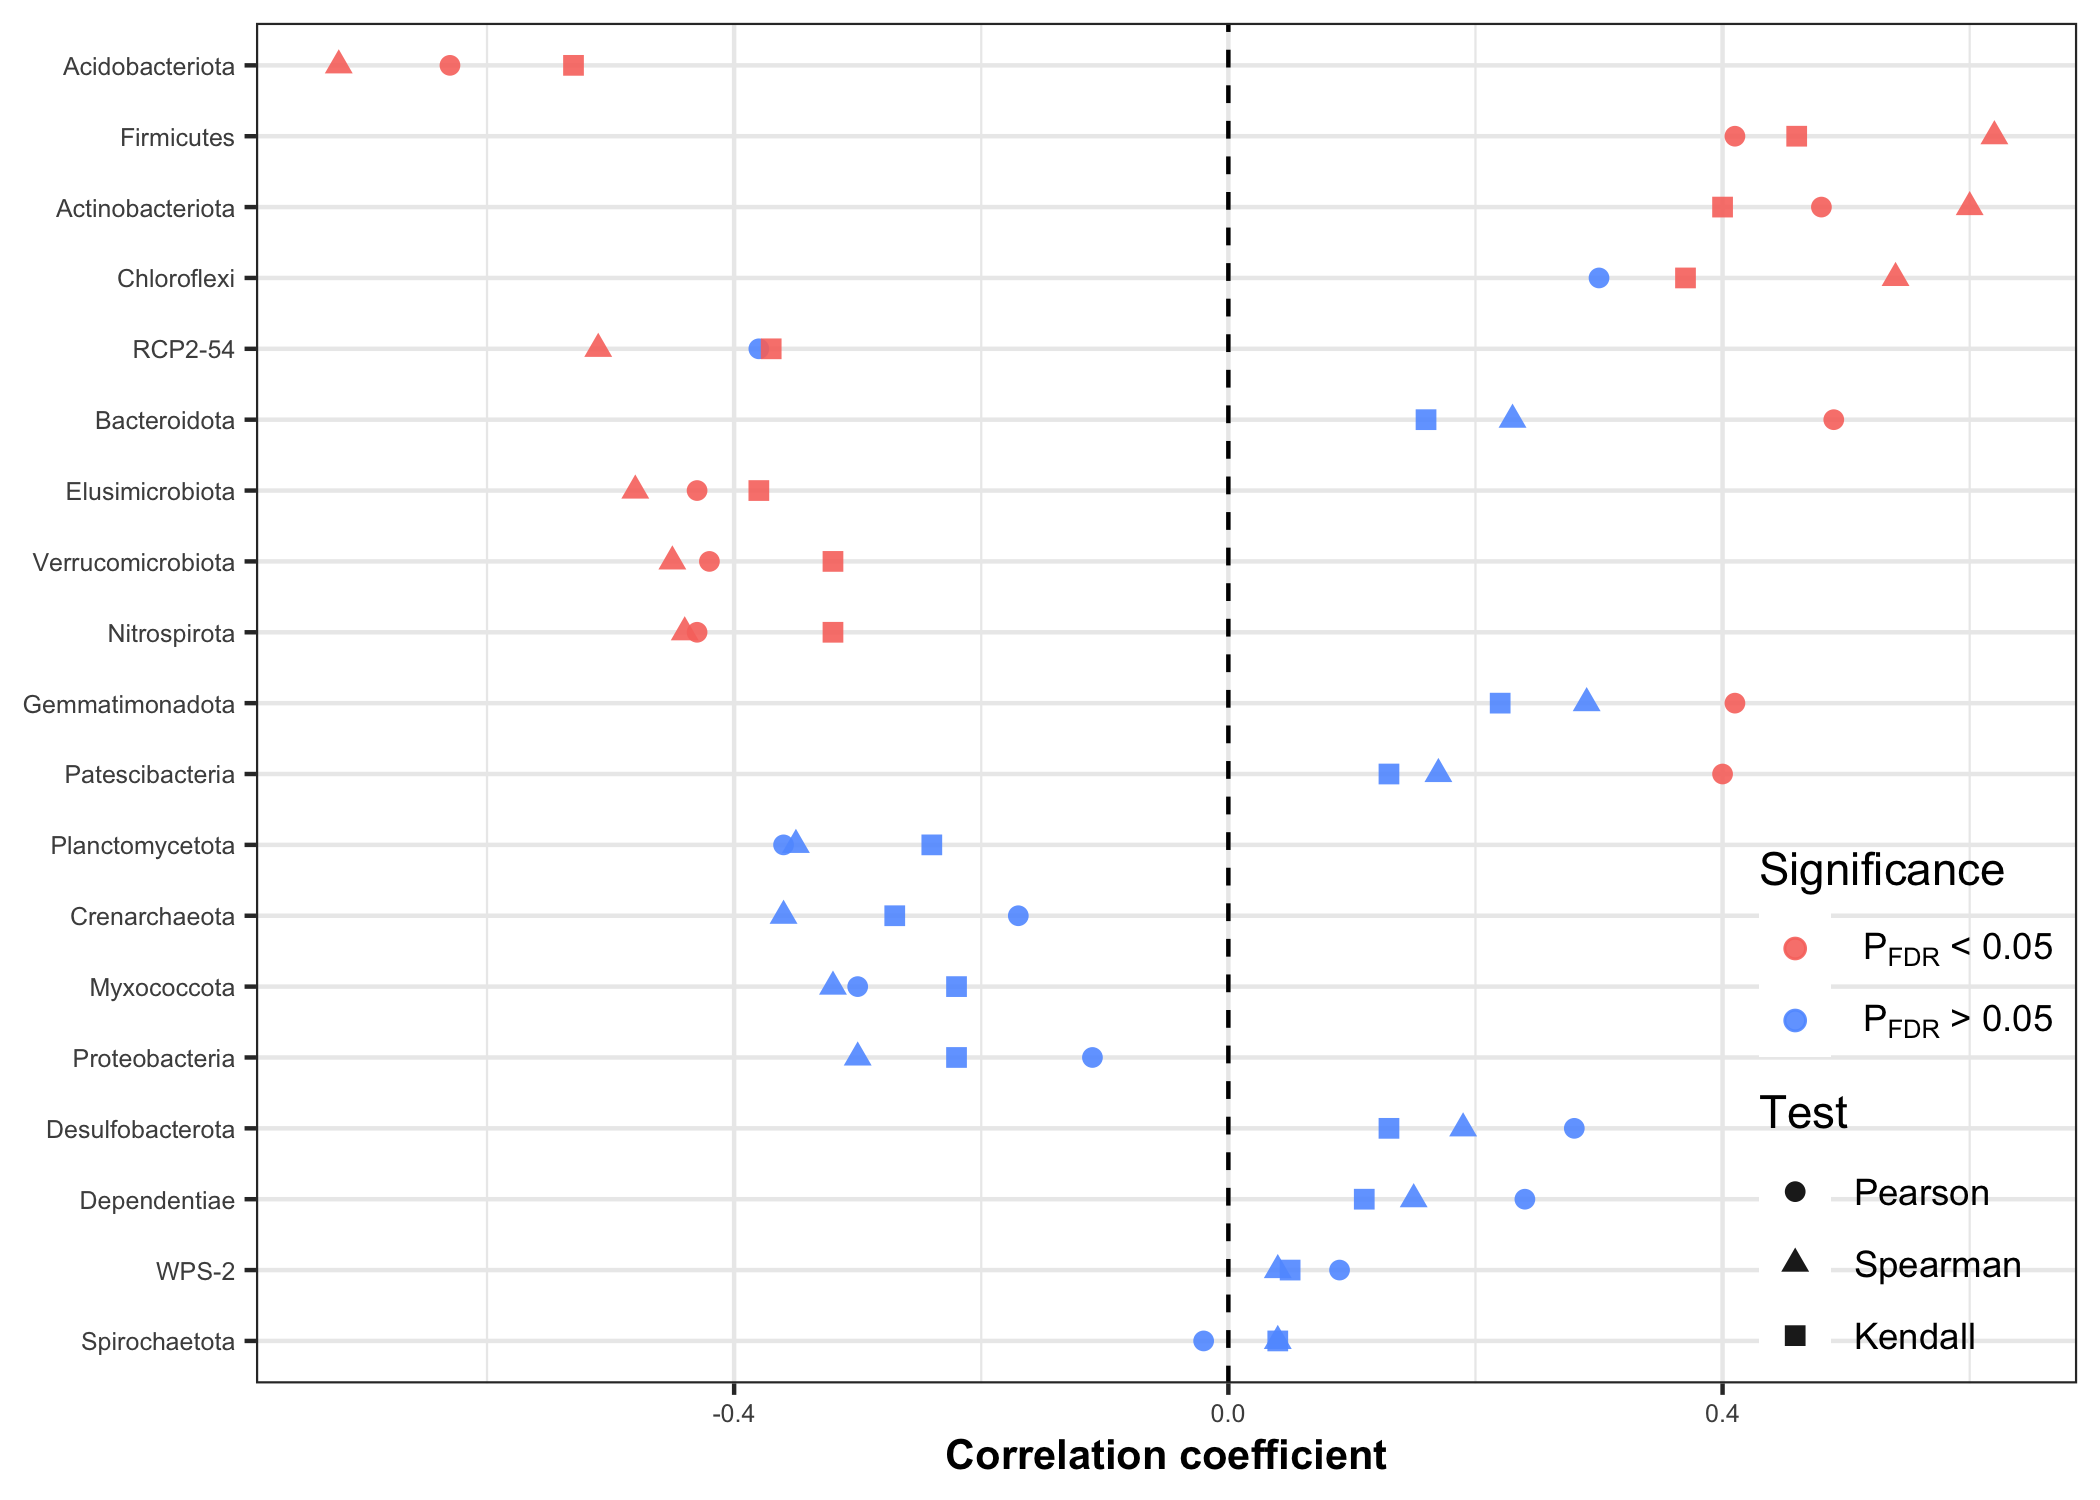 Acidobacteriota
Firmicutes
Actinobacteriota
Chloroflexi
RCP2-54
Bacteroidota
Elusimicrobiota
Verrucomicrobiota
Nitrospirota
Gemmatimonadota
Patescibacteria
Planctomycetota
Crenarchaeota
Myxococcota
Proteobacteria
Desulfobacterota
Dependentiae
WPS-2
Spirochaetota
Significance
PFDR < 0.05
PFDR > 0.05
Test
Pearson
Spearman
Kendall
-0.4 0.0 0.4
Correlation coefficient